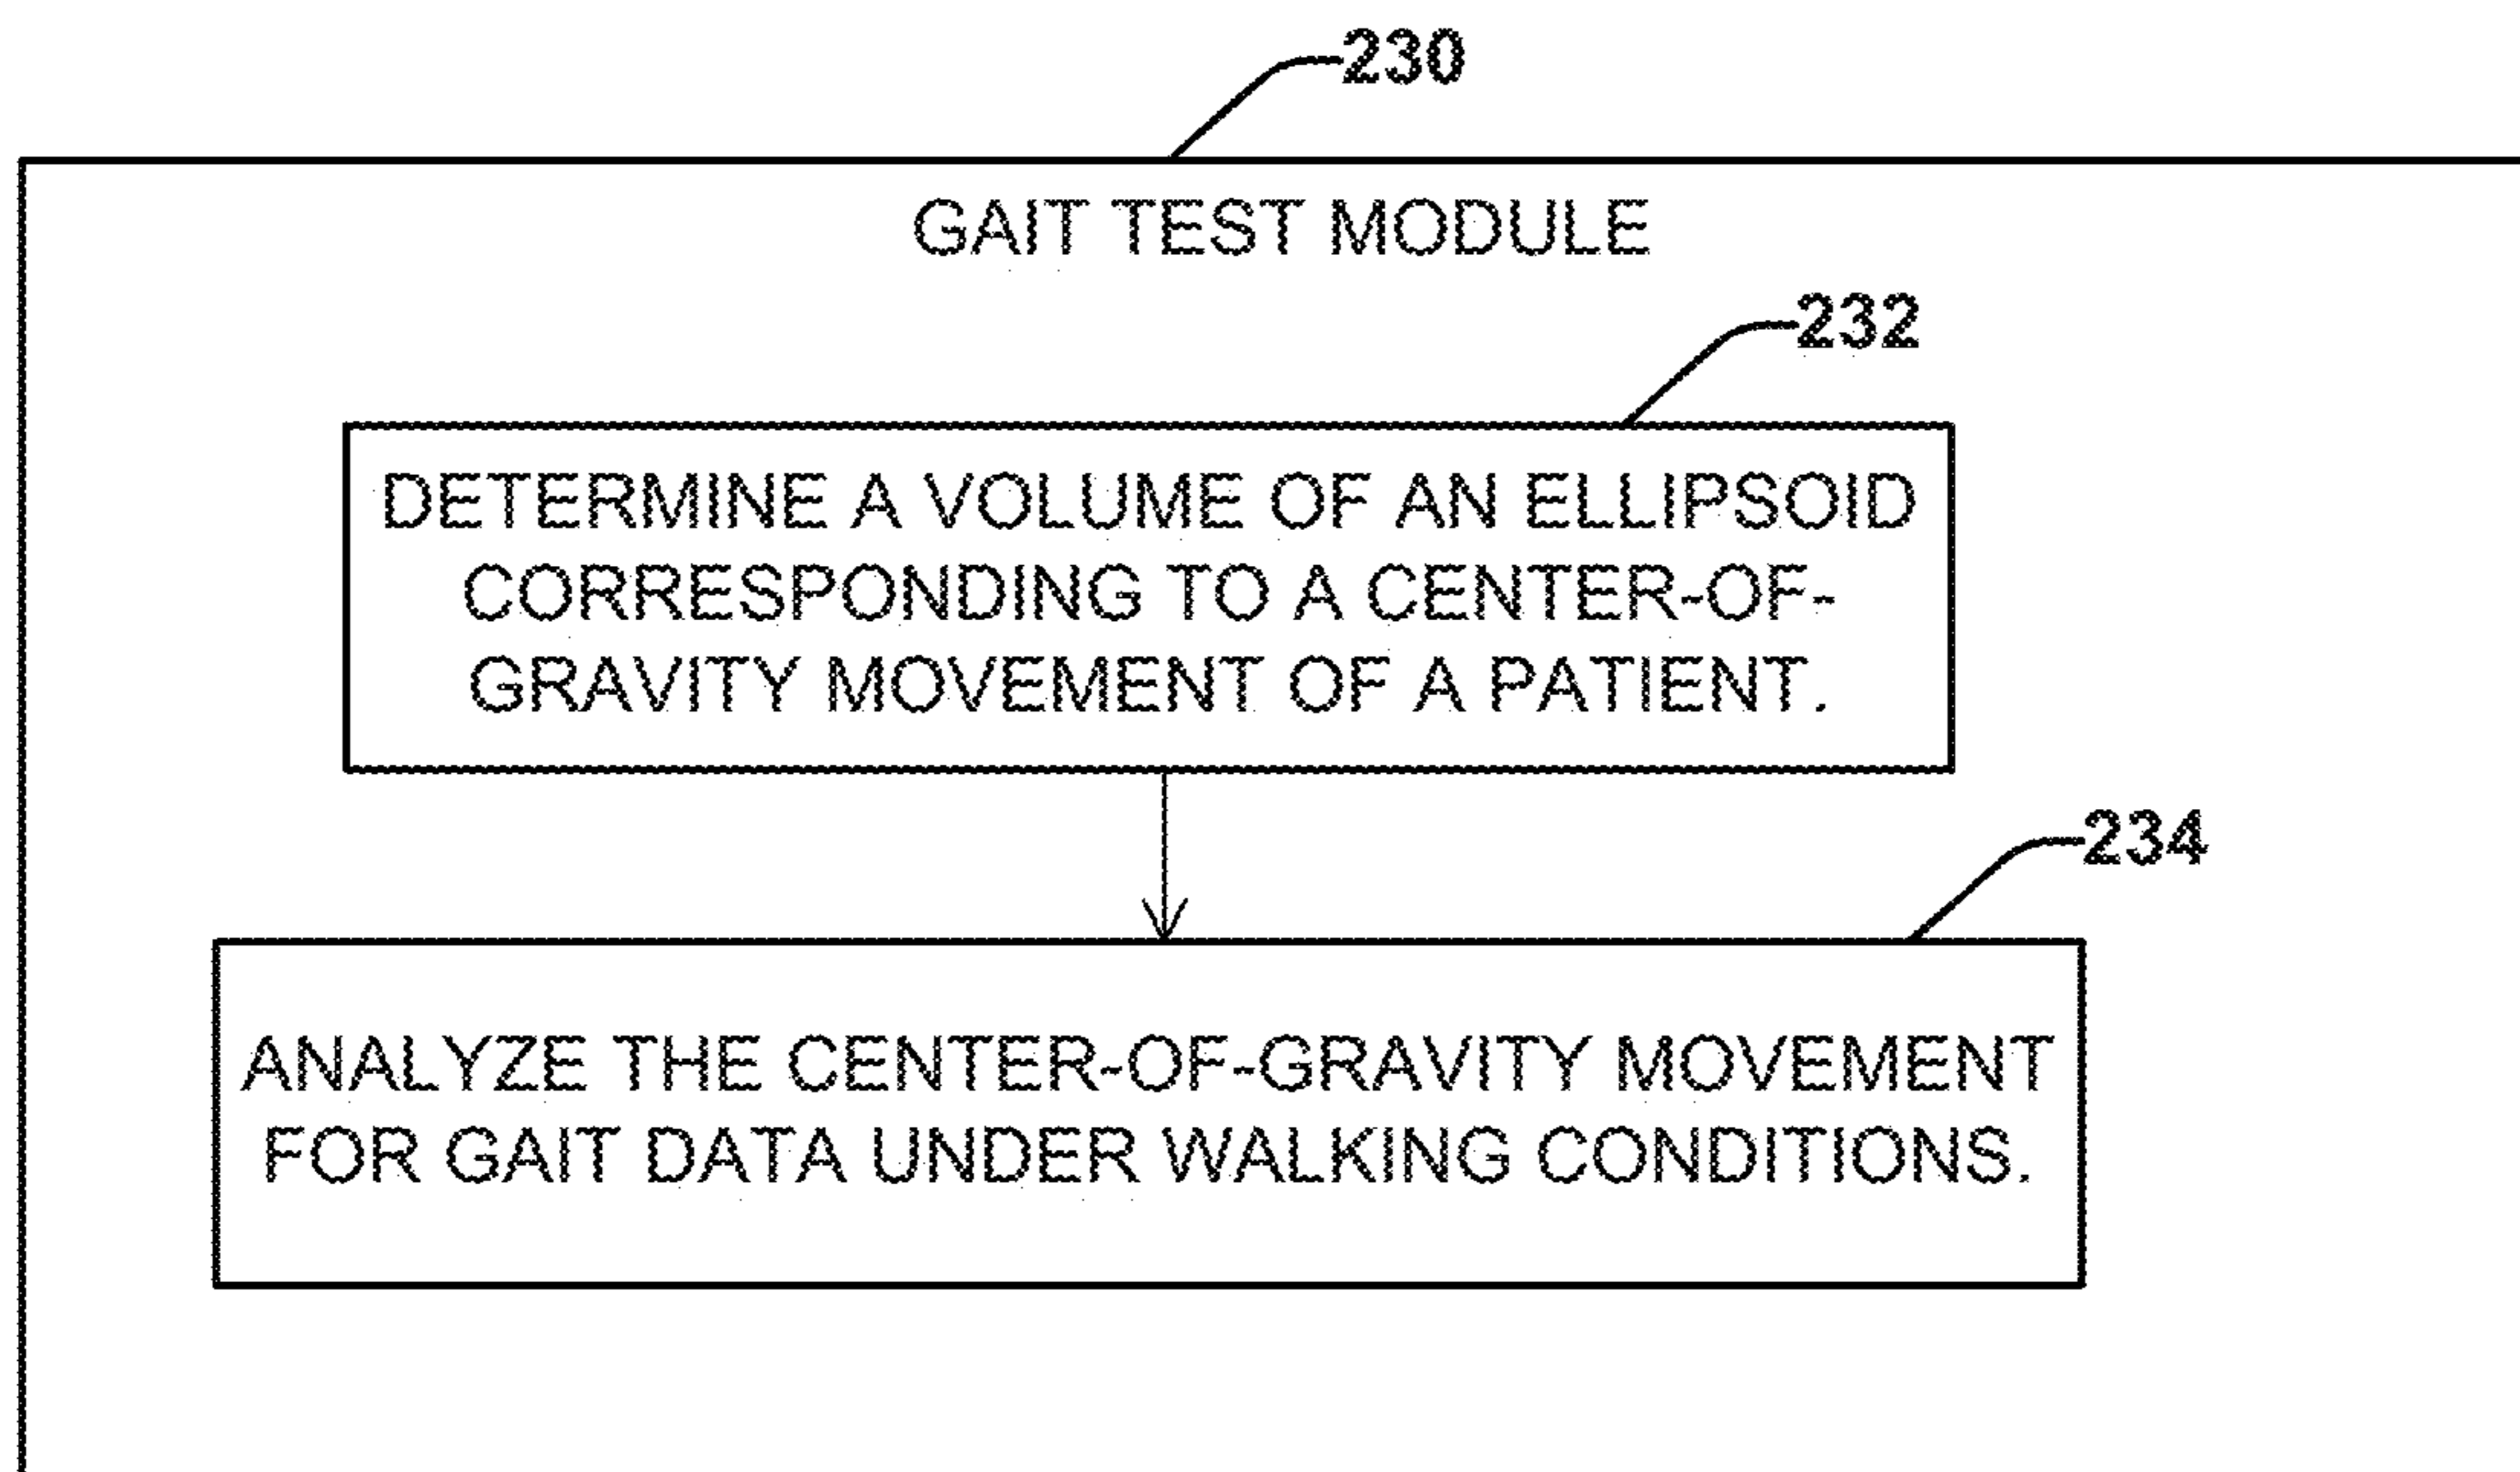 230
GAIT TEST MODULE
232
DETERMINE A VOLUME OF AN ELLIPSOID
CORRESPONDING TO A CENTER-OF-
GRAVITY MOVEMENT OF A PATIENT.
234
ANALYZE THE CENTER-OF-GRAVITY MOVEMENT
FOR GAIT DATA UNDER WALKING CONDITIONS.